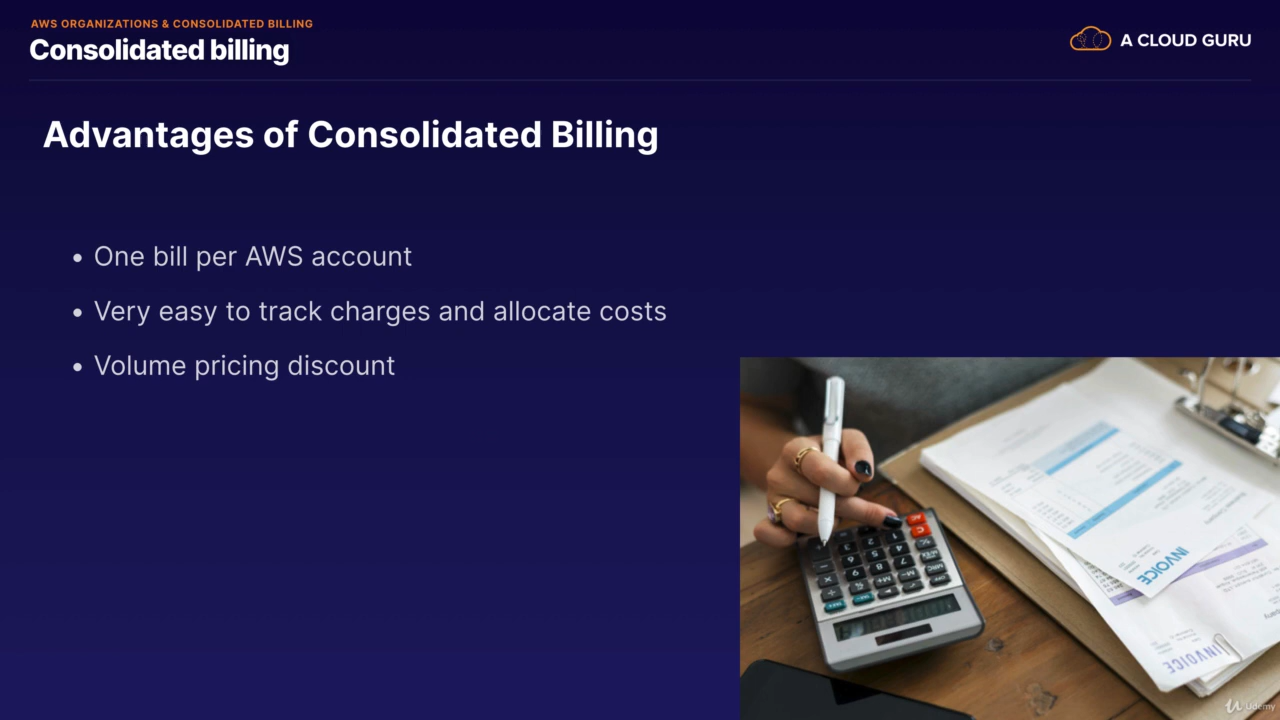 AWS ORGANIZATIONS & CONSOLIDATED BILLING
Consolidated billing
A CLOUD GURU
Advantages of Consolidated Billing
• One bill per AWS account
• Very easy to track charges and allocate costs
• Volume pricing discount
INVOICE
INVOICE
Udemy